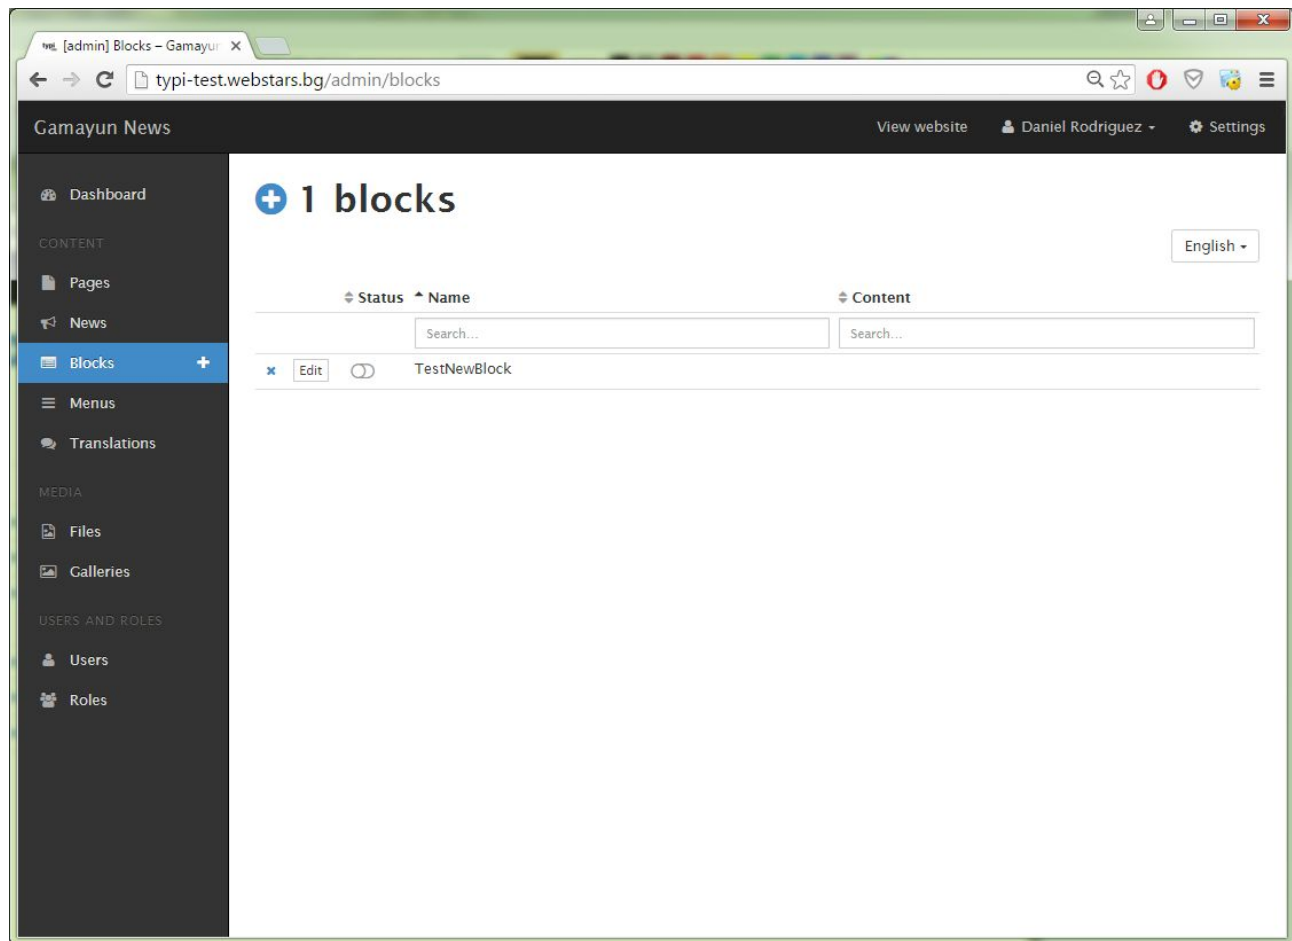 [admin] Blocks – Gamayun
typi-test.webstars.bg/admin/blocks
Gamayun News
View website
Daniel Rodriguez
Settings
Dashboard
CONTENT
Pages
News
Blocks
Menus
Translations
MEDIA
Files
Galleries
USERS AND ROLES
Users
Roles
1 blocks
English
Status Name Content
Search... Search...
Edit TestNewBlock